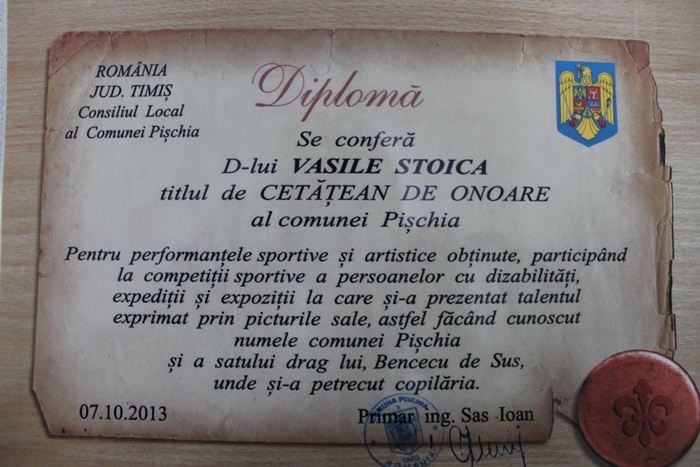 ROMÂNIA
JUD. TIMIȘ
Consiliul Local
al Comunei Pișchia
Diplomă
Se conferă
D-lui VASILE STOICA
titlul de CETĂȚEAN DE ONOARE
al comunei Pișchia
Pentru performanțele sportive și artistice obținute, participând
la competiții sportive a persoanelor cu dizabilități,
expediții și expoziții la care și-a prezentat talentul
exprimat prin picturile sale, astfel făcând cunoscut
numele comunei Pișchia
și a satului drag lui, Bencecu de Sus,
unde și-a petrecut copilăria.
07.10.2013
Primar ing. Sas Ioan
COMUNA PIȘCHIA
ROMÂNIA